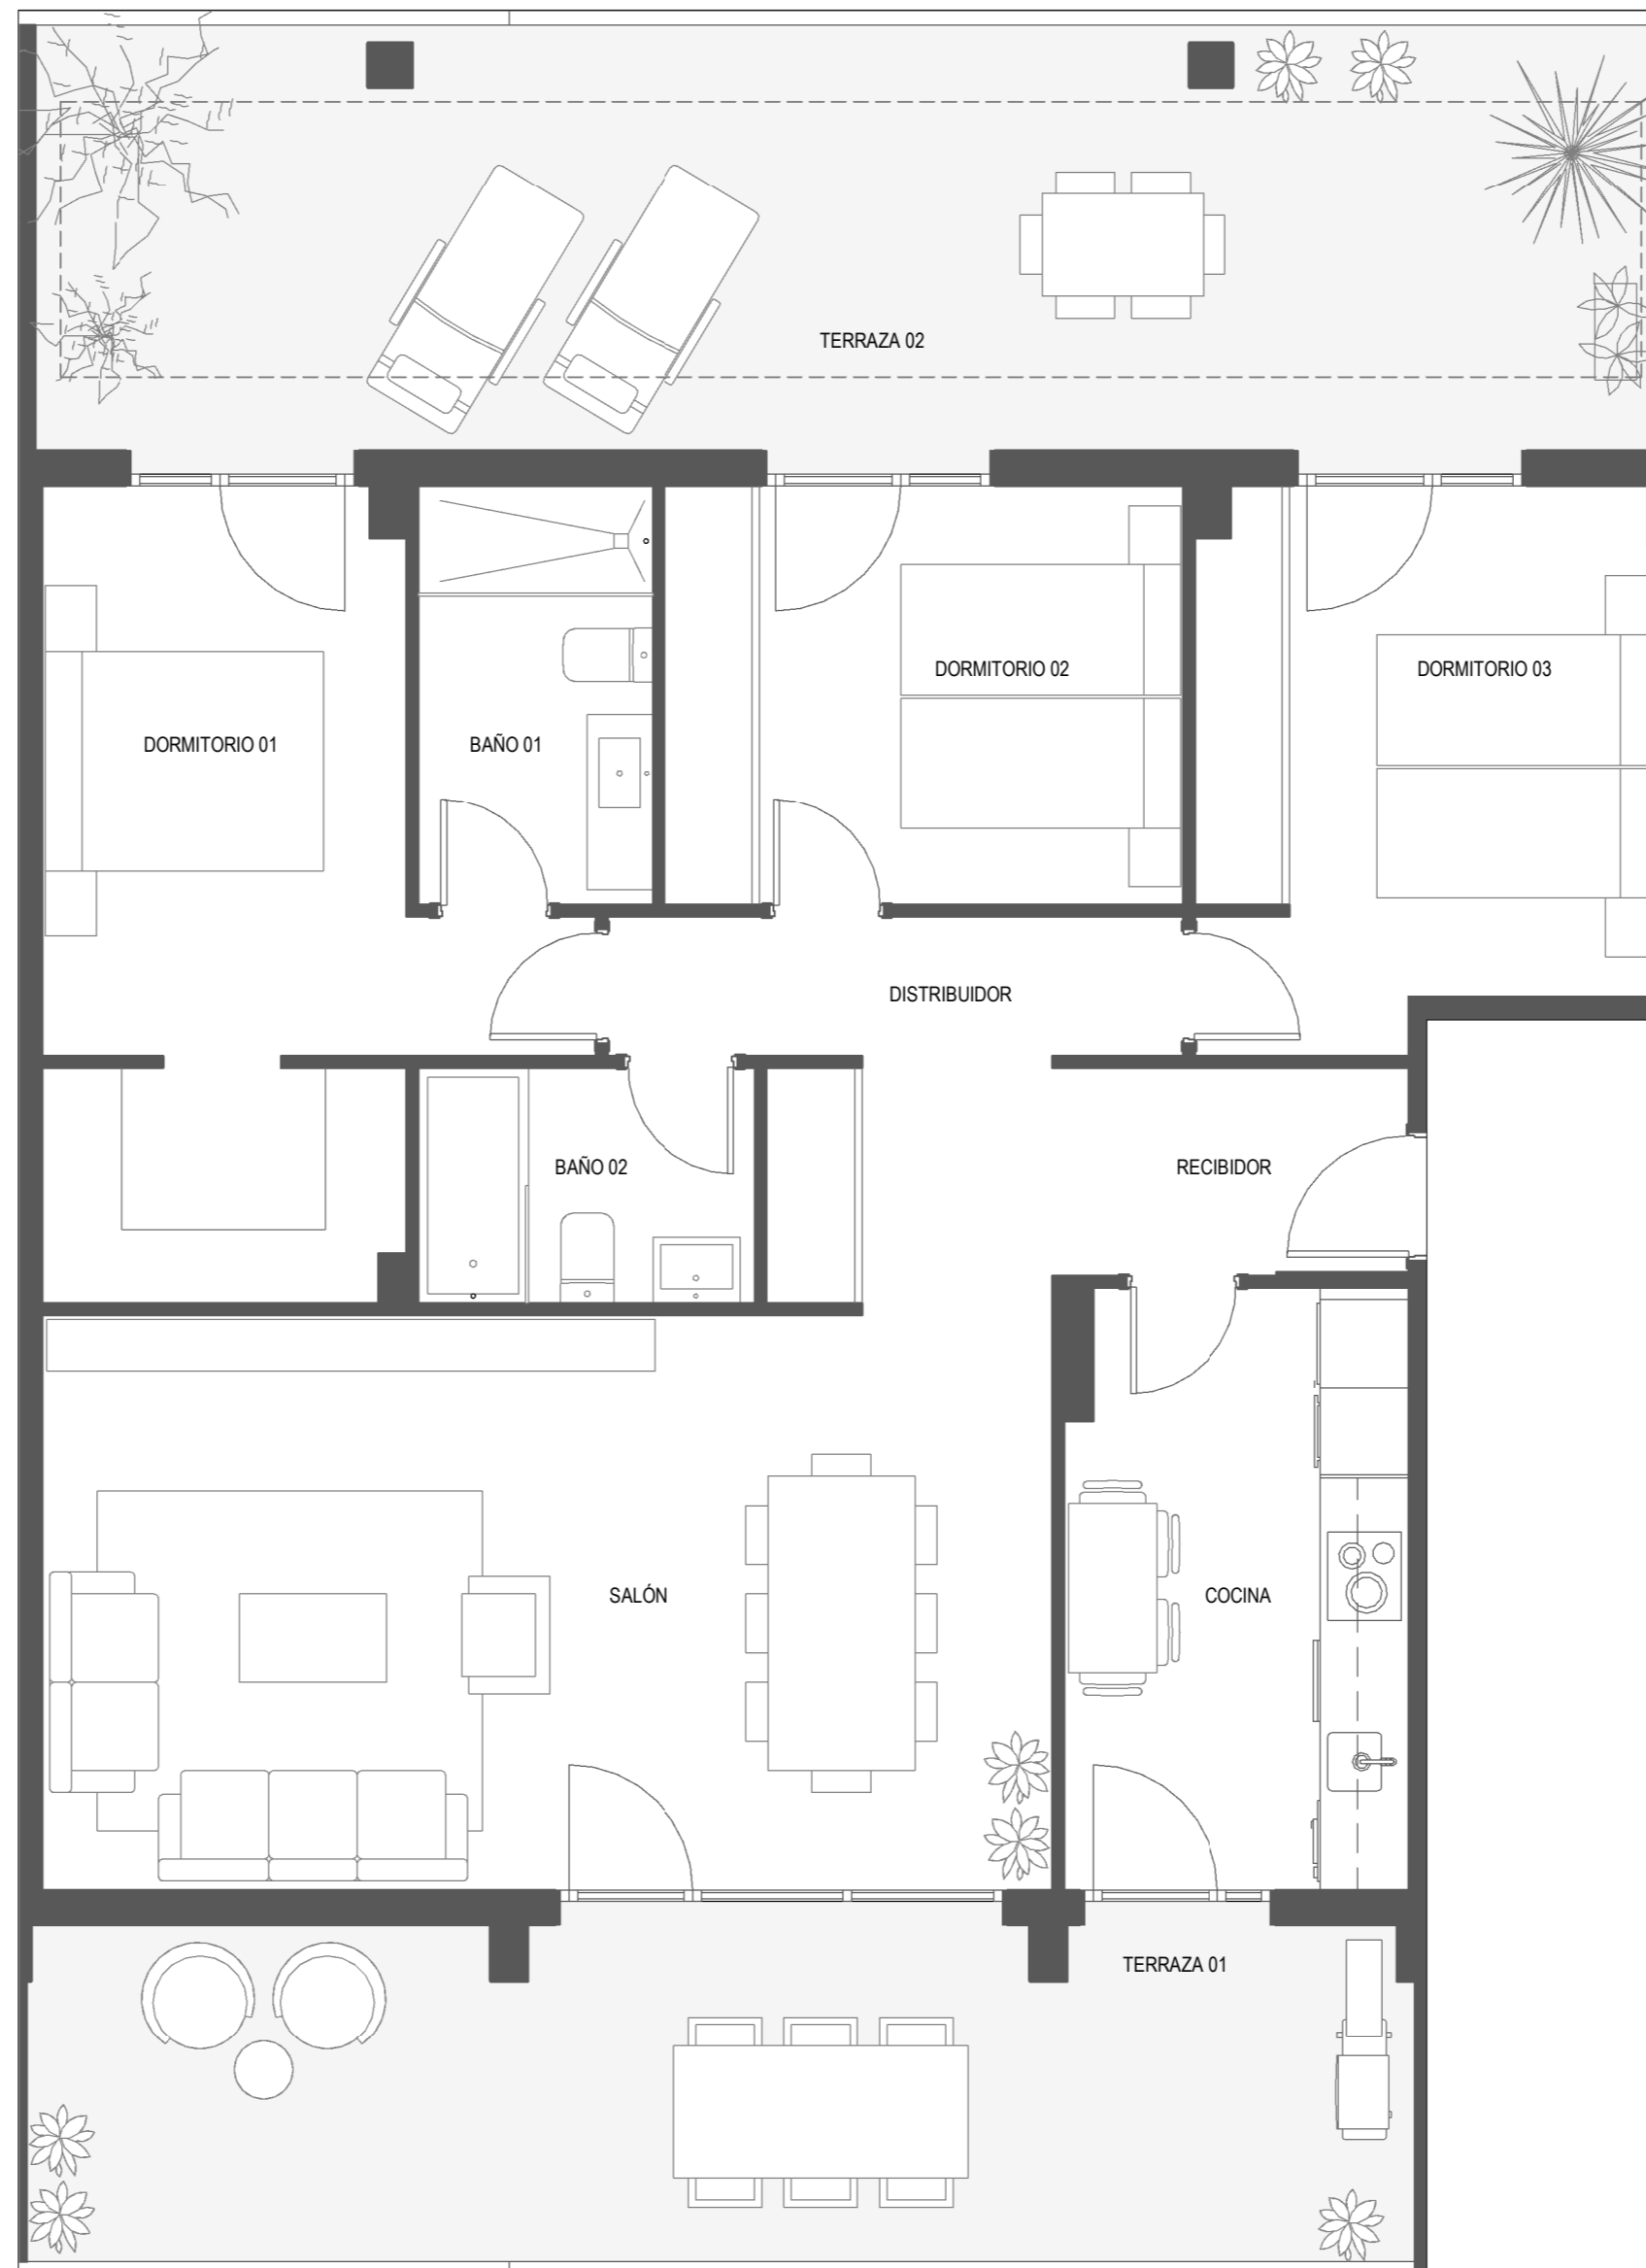 TERRAZA 02
DORMITORIO 02
DORMITORIO 03
DORMITORIO 01
BAÑO 01
DISTRIBUIDOR
BAÑO 02
RECIBIDOR
SALÓN
COCINA
TERRAZA 01